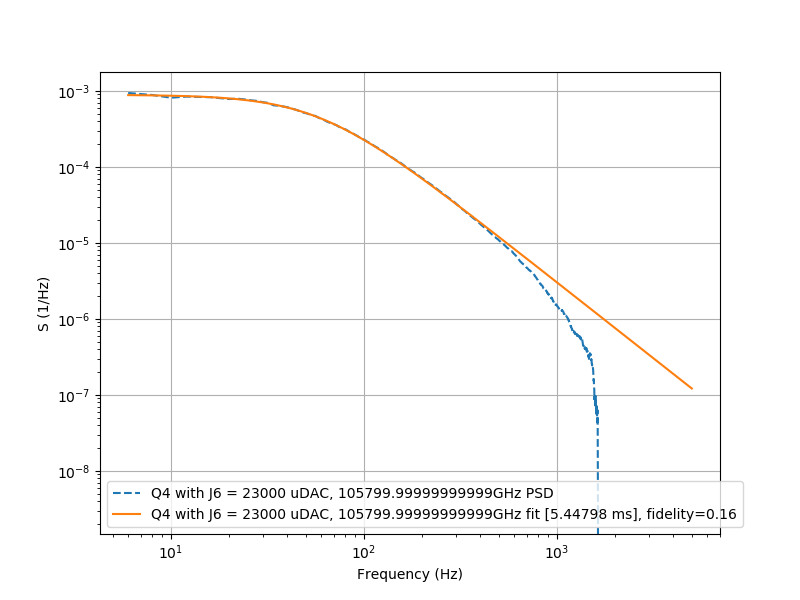 10⁻³
10⁻⁴
10⁻⁵
10⁻⁶
10⁻⁷
10⁻⁸
S (1/Hz)
Q4 with J6 = 23000 uDAC, 105799.99999999999GHz PSD
Q4 with J6 = 23000 uDAC, 105799.99999999999GHz fit [5.44798 ms], fidelity=0.16
10¹ 10² 10³
Frequency (Hz)